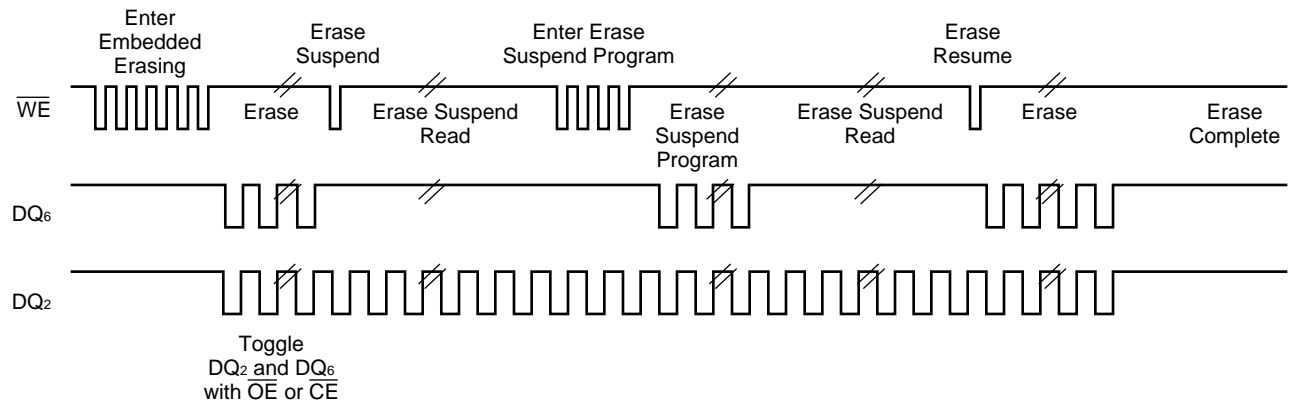 Enter
Embedded
Erasing
Erase
Suspend
Enter Erase
Suspend Program
Erase
Resume
WE
Erase
Erase Suspend
Read
Erase
Suspend
Program
Erase Suspend
Read
Erase
Erase
Complete
DQ6
DQ2
Toggle
DQ2 and DQ6
with OE or CE